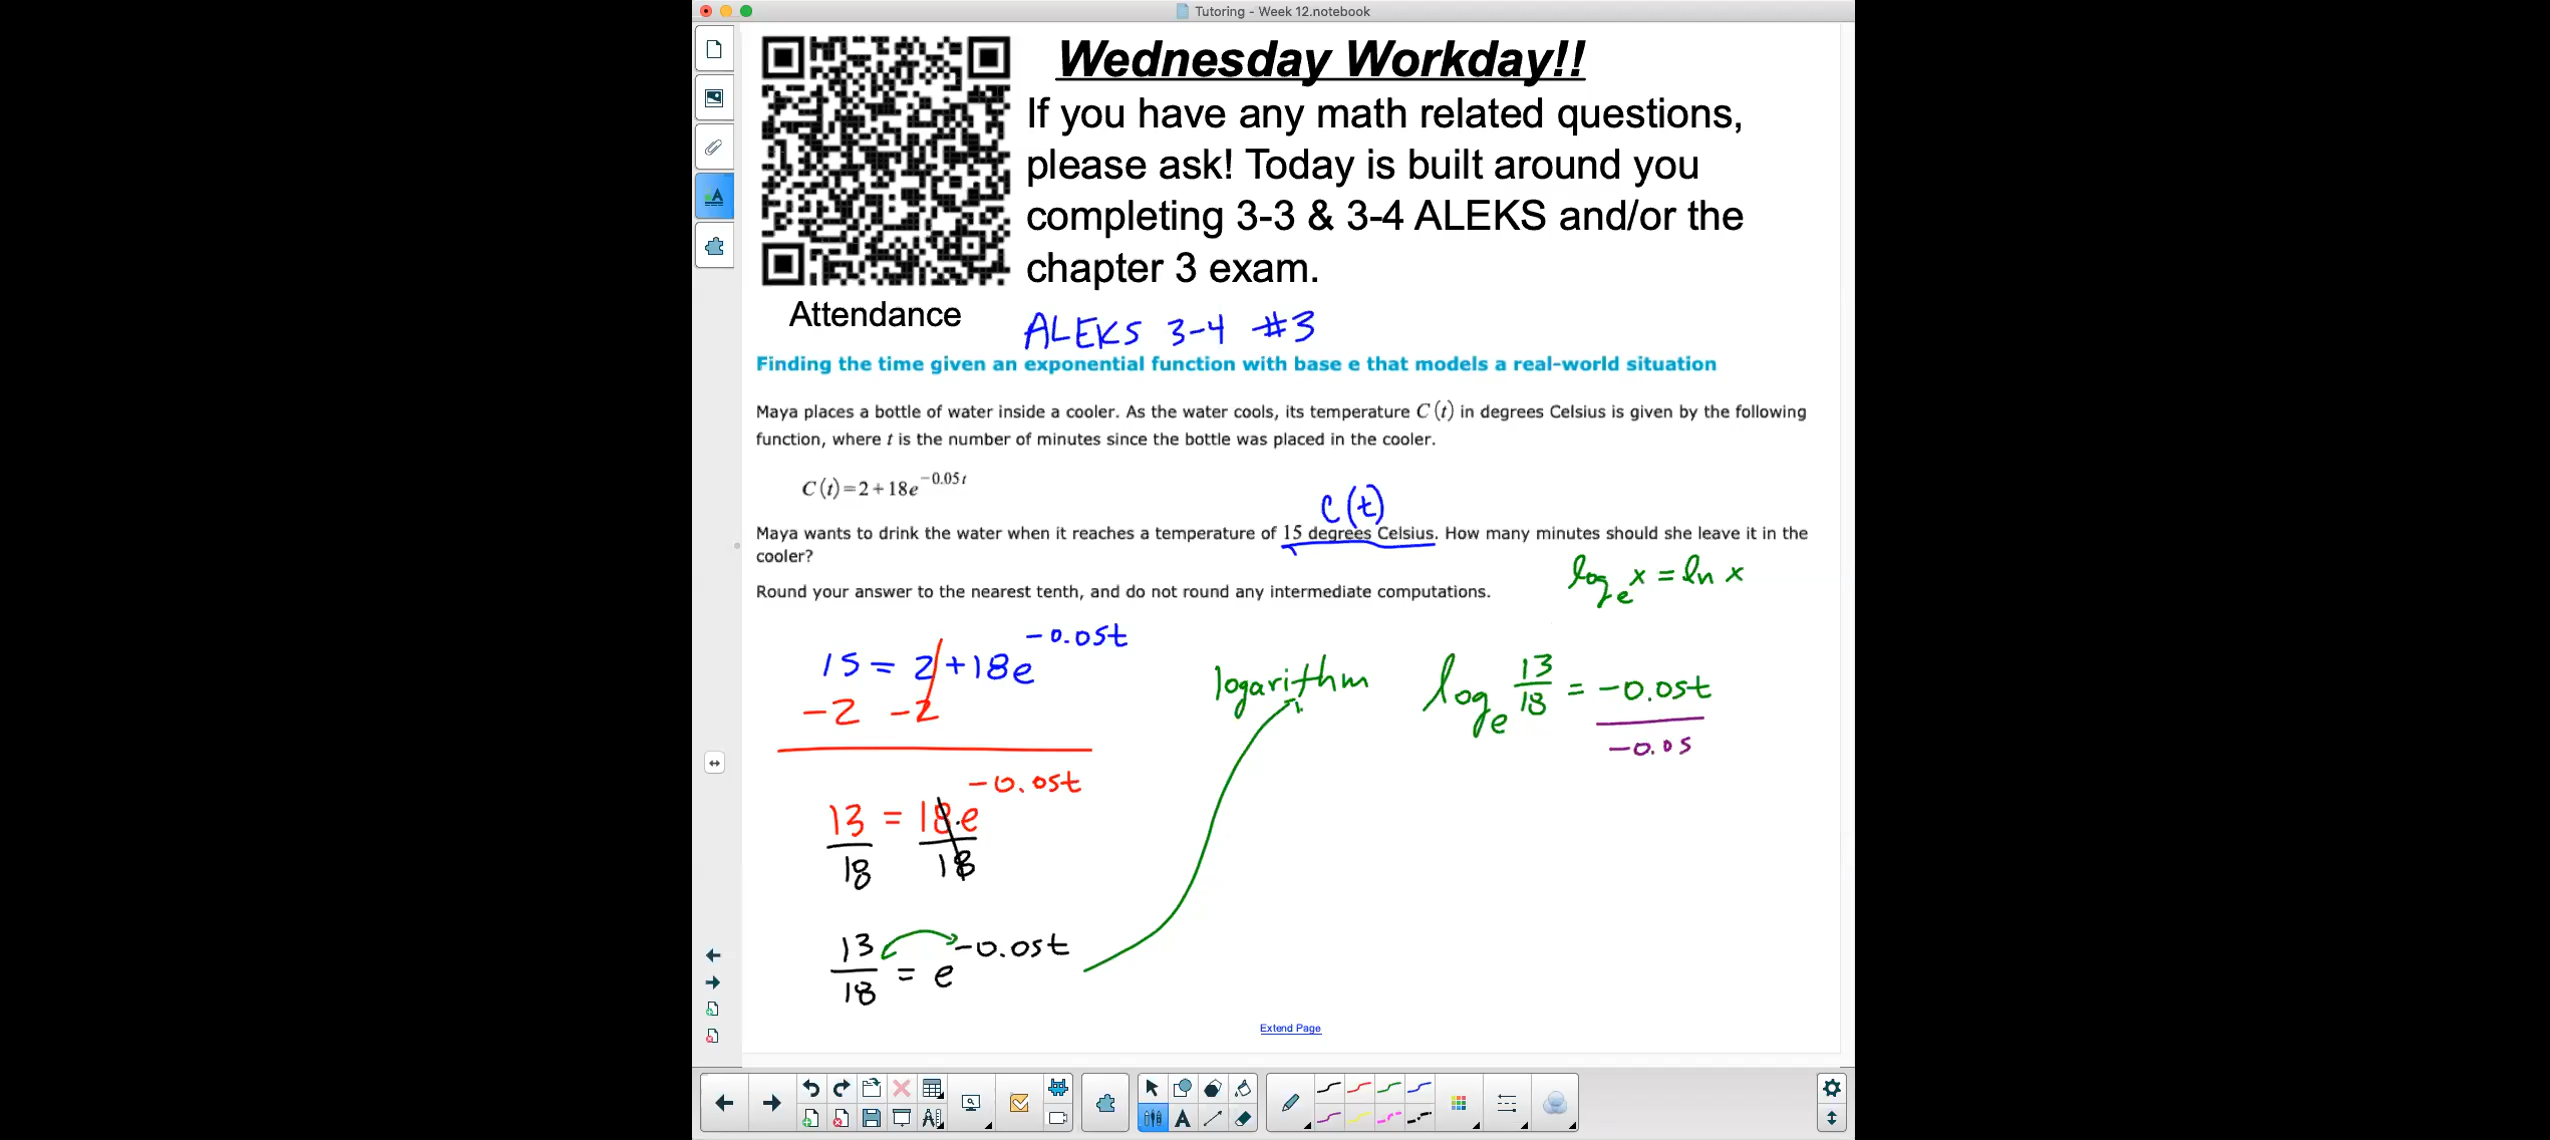 Tutoring - Week 12.notebook
Wednesday Workday!!
If you have any math related questions,
please ask! Today is built around you
completing 3-3 & 3-4 ALEKS and/or the
chapter 3 exam.
Attendance
ALEKS 3-4 #3
Finding the time given an exponential function with base e that models a real-world situation
Maya places a bottle of water inside a cooler. As the water cools, its temperature C(t) in degrees Celsius is given by the following
function, where t is the number of minutes since the bottle was placed in the cooler.
C(t)=2+18e^-0.05t
C(t)
Maya wants to drink the water when it reaches a temperature of 15 degrees Celsius. How many minutes should she leave it in the
cooler?
log_e x = ln x
Round your answer to the nearest tenth, and do not round any intermediate computations.
15 = 2 + 18e^-0.05t
-2 -2
13/18 = 18·e^-0.05t/18
13/18 = e^-0.05t
logarithm
log_e 13/18 = -0.05t/-0.05
Extend Page